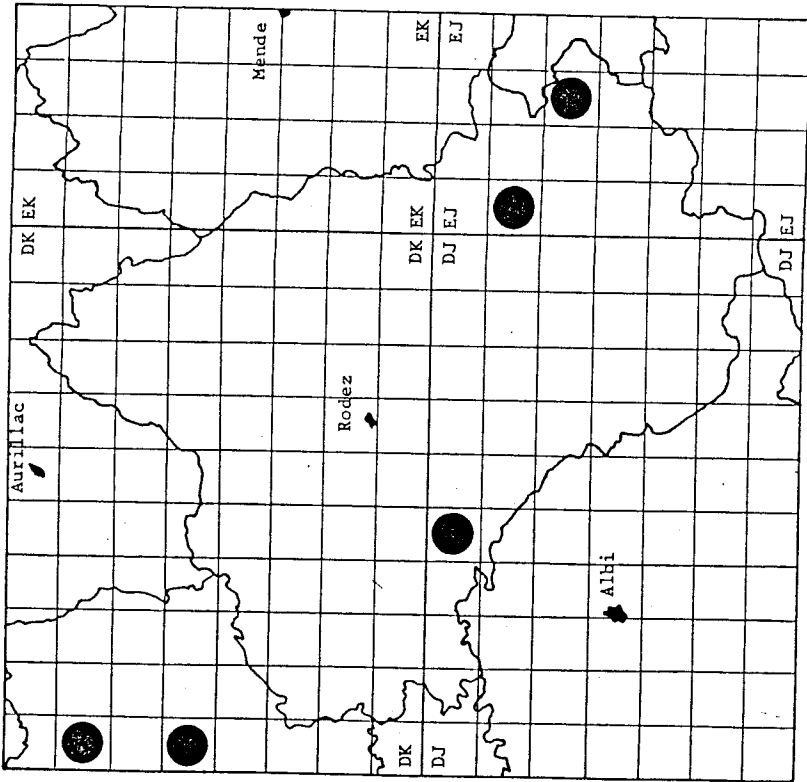 Mende
EK
EJ
DK EK
DK EK
DJ EJ
DJ EJ
Aurillac
Rodez
Albi
DK
DJ